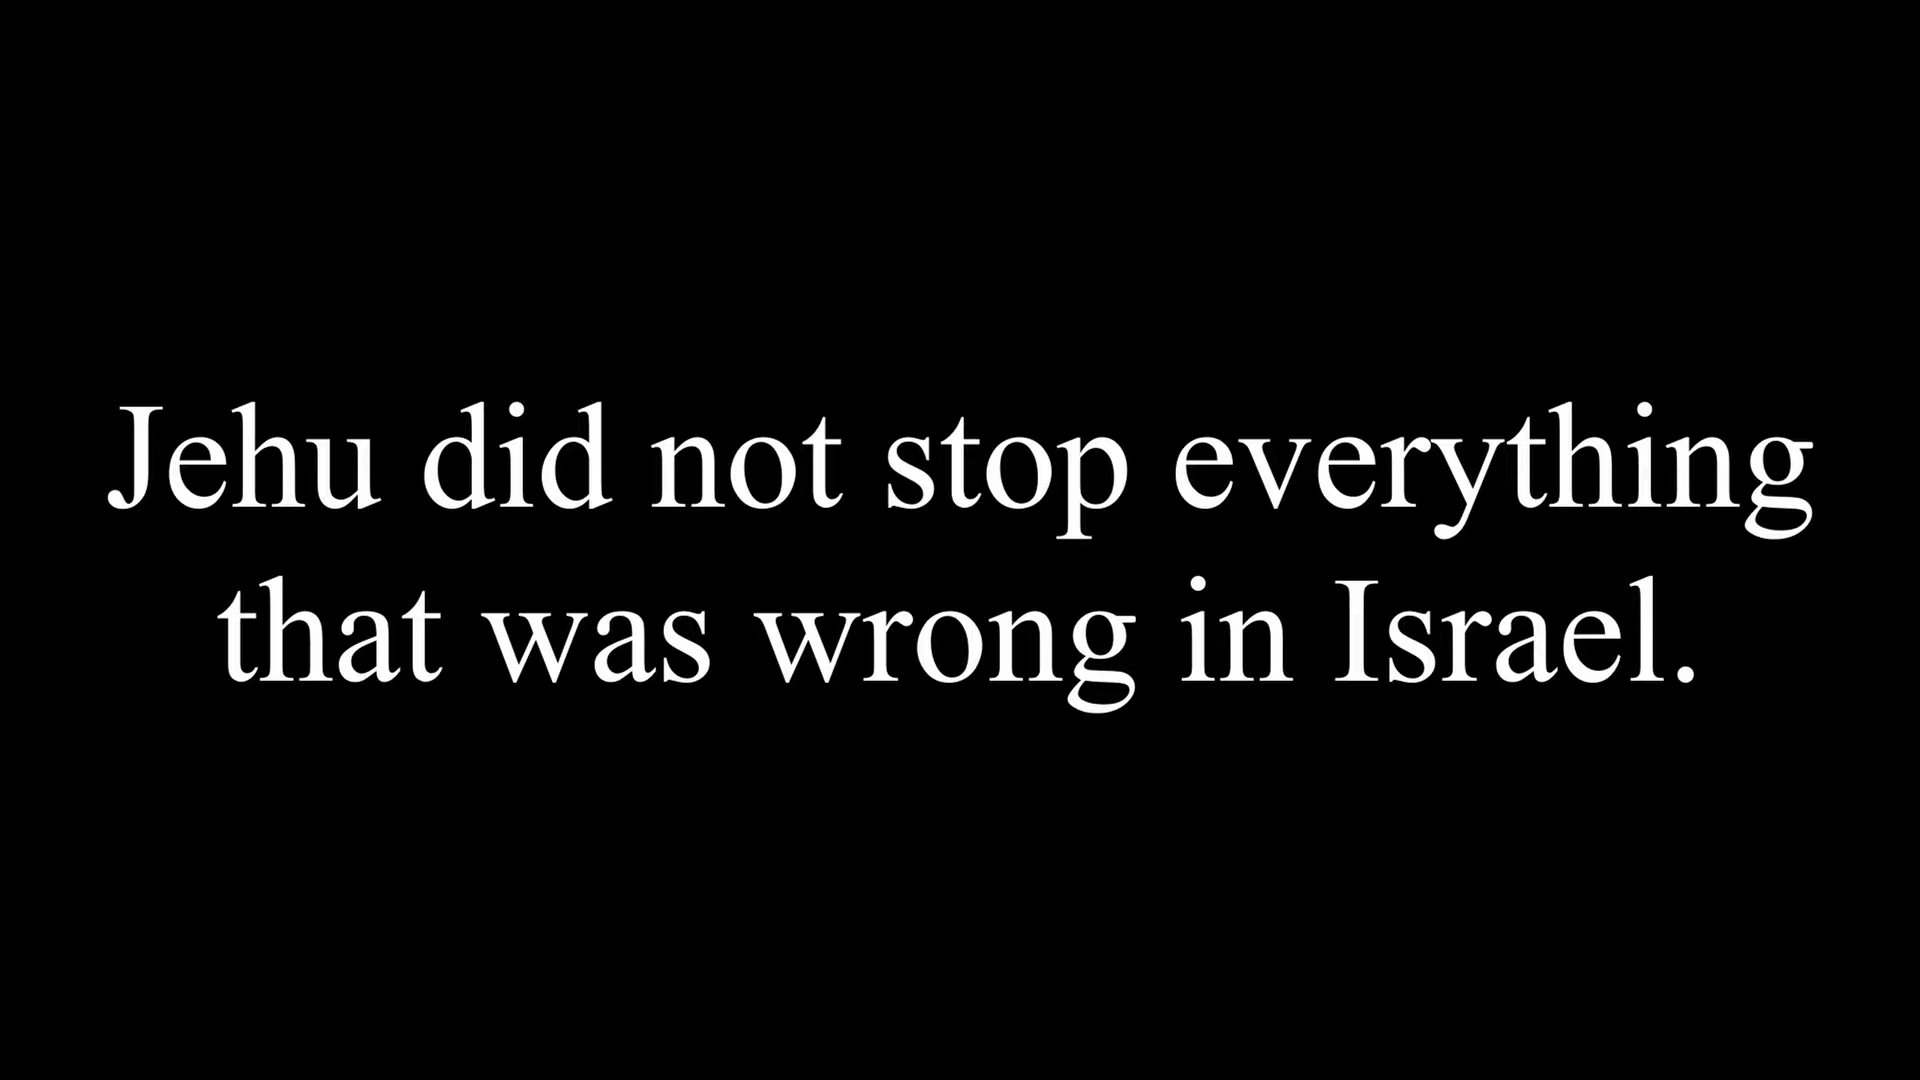 Jehu did not stop everything
that was wrong in Israel.